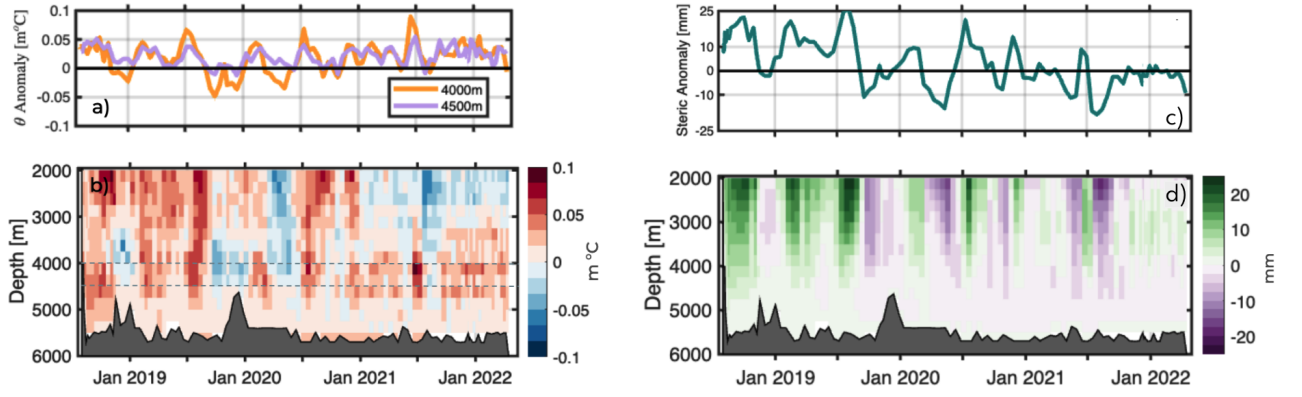 θ Anomaly [m°C]
0.1
0.05
0
-0.05
-0.1
a)
4000m
4500m
b)
Depth [m]
2000
3000
4000
5000
6000
Jan 2019 Jan 2020 Jan 2021 Jan 2022
0.1
0.05
0
-0.05
-0.1
m °C
Steric Anomaly [mm]
25
10
0
-10
-25
c)
d)
Depth [m]
2000
3000
4000
5000
6000
Jan 2019 Jan 2020 Jan 2021 Jan 2022
20
10
0
-10
-20
mm